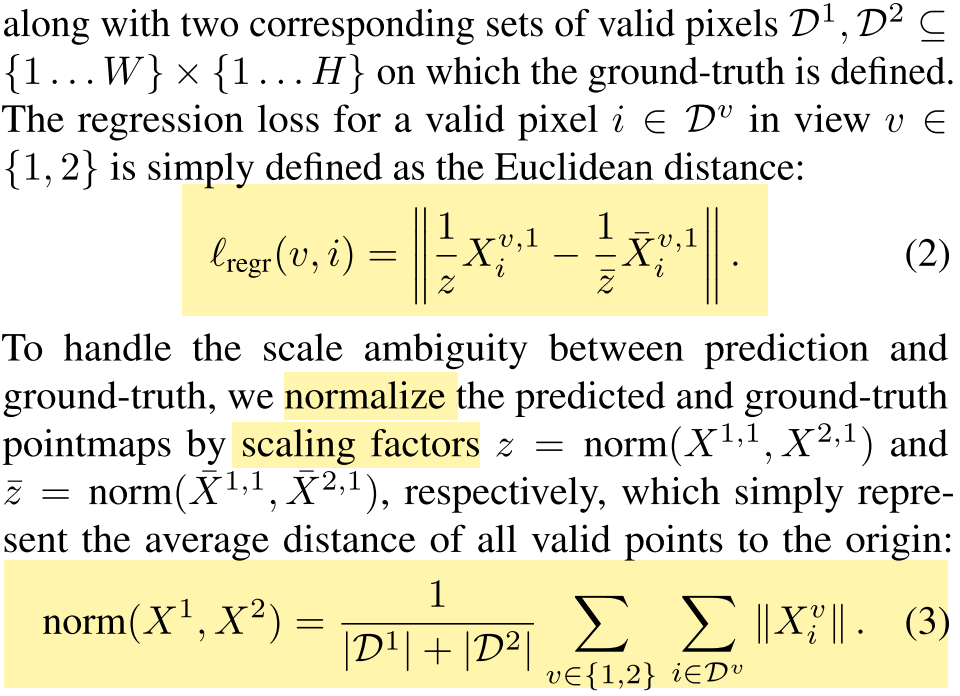 along with two corresponding sets of valid pixels $\mathcal{D}^1, \mathcal{D}^2 \subseteq$
$\{1 \ldots W\} \times \{1 \ldots H\}$ on which the ground-truth is defined.
The regression loss for a valid pixel $i \in \mathcal{D}^v$ in view $v \in$
$\{1, 2\}$ is simply defined as the Euclidean distance:
$\ell_{\text{regr}}(v, i) = \left\| \frac{1}{z} X_i^{v,1} - \frac{1}{\bar{z}} \bar{X}_i^{v,1} \right\|.$ (2)
To handle the scale ambiguity between prediction and
ground-truth, we normalize the predicted and ground-truth
pointmaps by scaling factors $z = \text{norm}(X^{1,1}, X^{2,1})$ and
$\bar{z} = \text{norm}(\bar{X}^{1,1}, \bar{X}^{2,1})$, respectively, which simply repre-
sent the average distance of all valid points to the origin:
$\text{norm}(X^1, X^2) = \frac{1}{|\mathcal{D}^1| + |\mathcal{D}^2|} \sum_{v \in \{1,2\}} \sum_{i \in \mathcal{D}^v} \|X_i^v\|.$ (3)